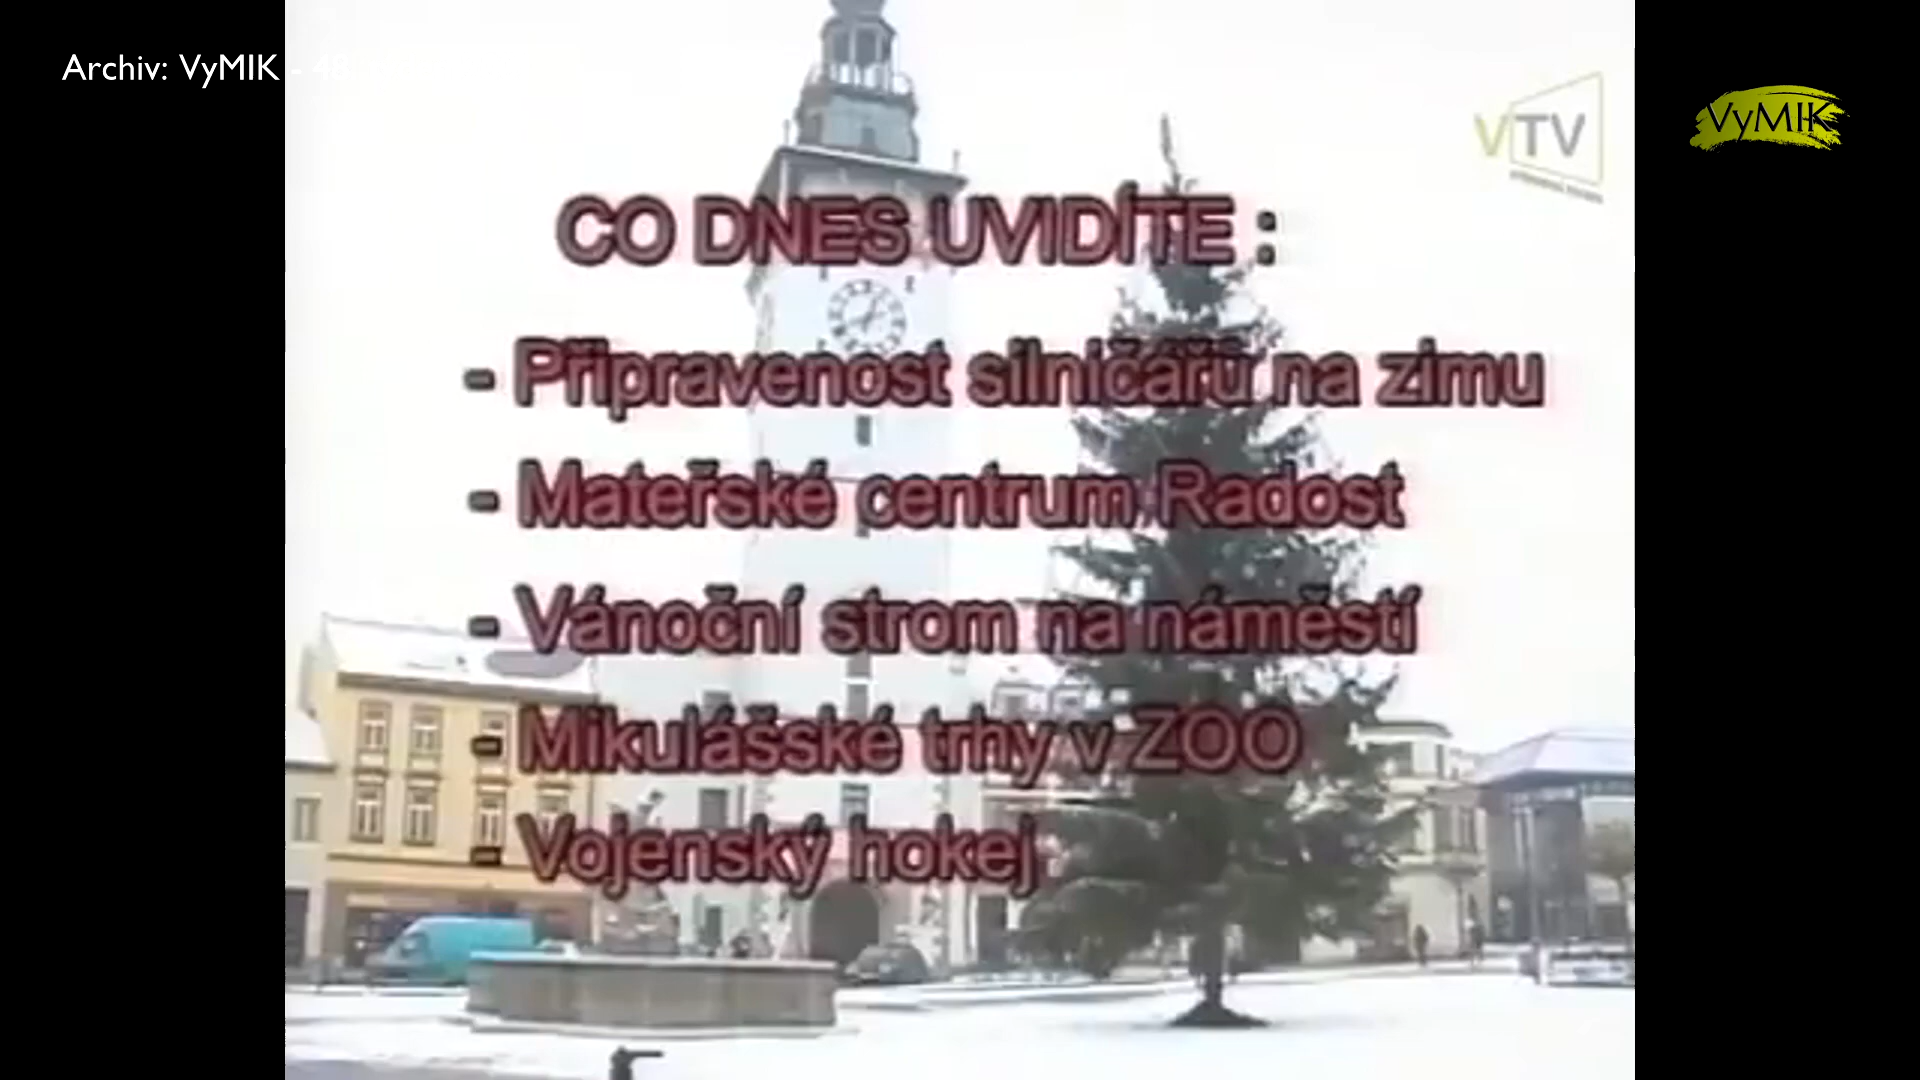 Archiv: VyMIK - 48
VTV
VyMIK
CO DNES UVIDÍTE :
- Připravenost silničářů na zimu
- Mateřské centrum Radost
- Vánoční strom na náměstí
- Mikulášské trhy v ZOO
- Vojenský hokej